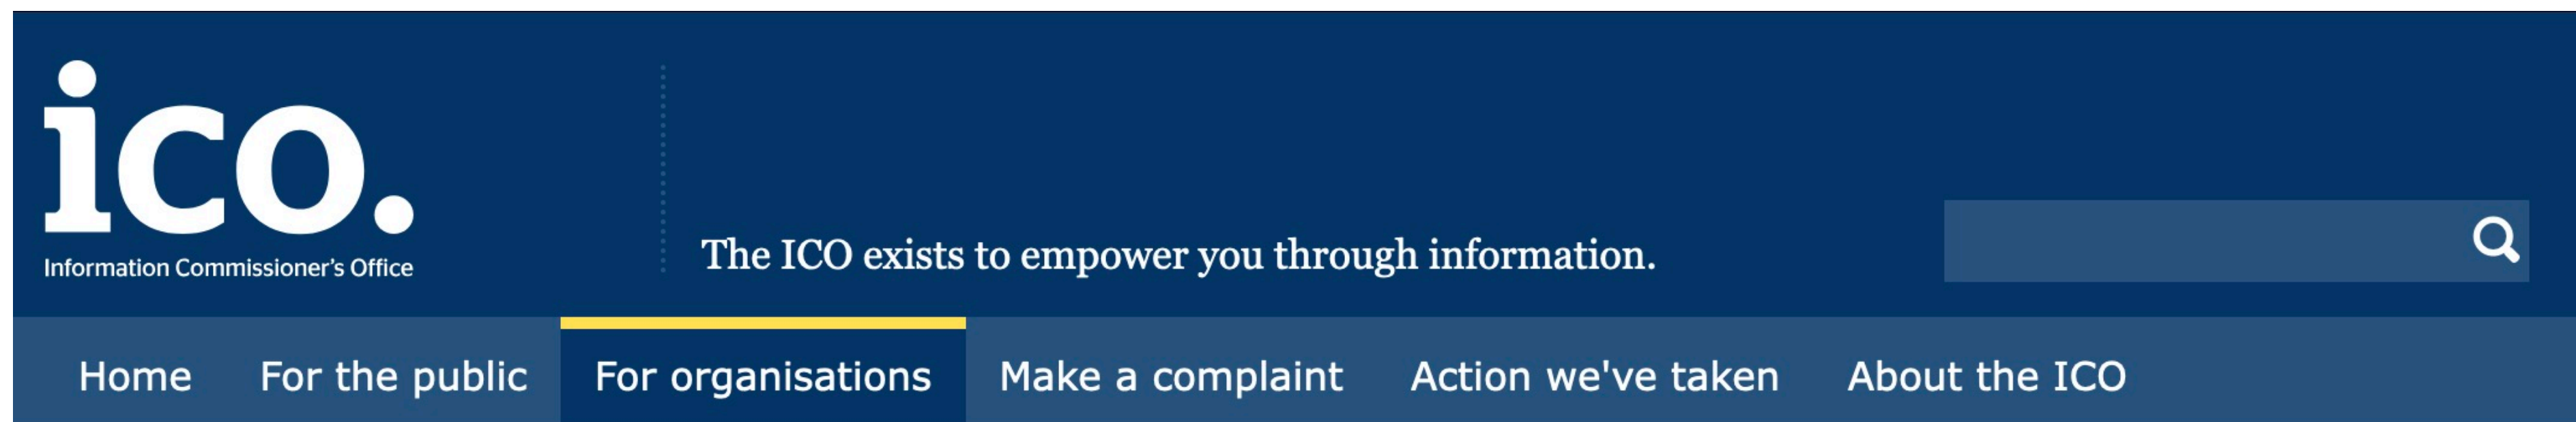 ico.
Information Commissioner's Office
The ICO exists to empower you through information.
Home For the public For organisations Make a complaint Action we've taken About the ICO